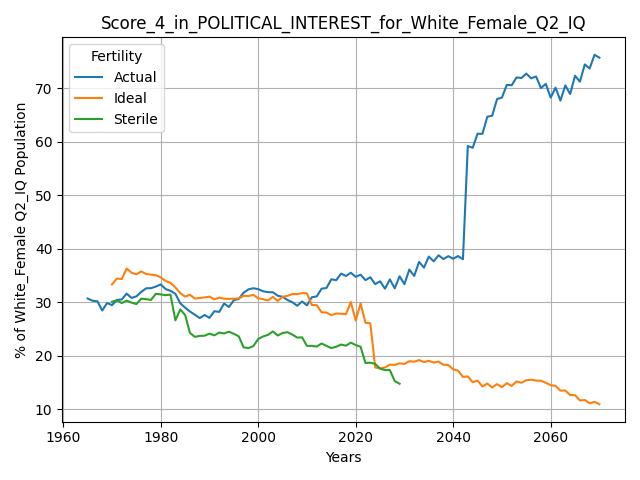 Score_4_in_POLITICAL_INTEREST_for_White_Female_Q2_IQ
Fertility
Actual
Ideal
Sterile
% of White_Female Q2_IQ Population
70
60
50
40
30
20
10
1960
1980
2000
2020
2040
2060
Years